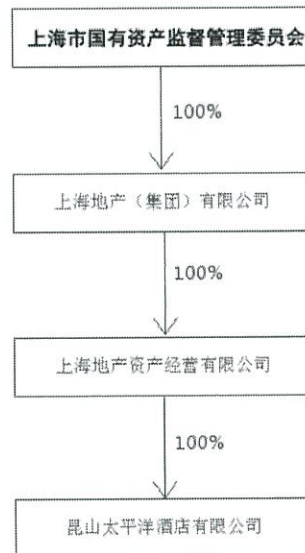 上海市国有资产监督管理委员会
100%
上海地产（集团）有限公司
100%
上海地产资产经营有限公司
100%
昆山太平洋酒店有限公司